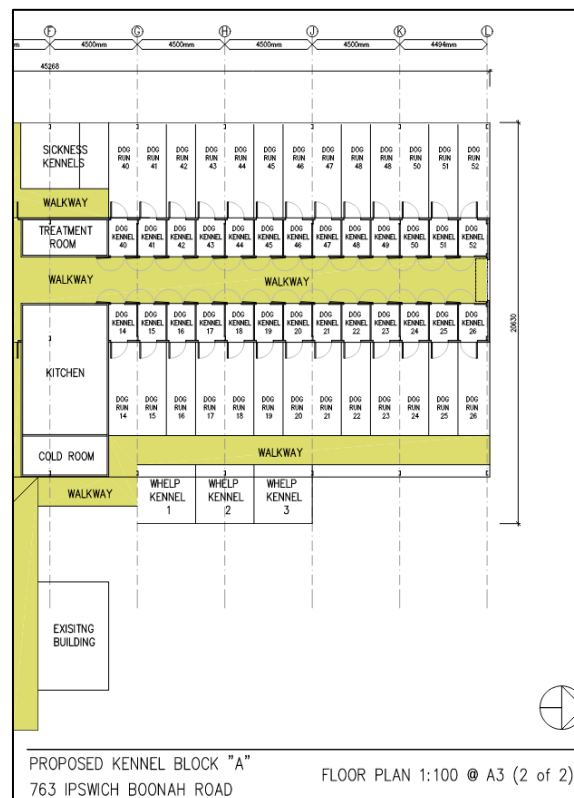 F G H J K L
m 4500mm 4500mm 4500mm 4500mm 4494mm
45268
SICKNESS
KENNELS
DOG DOG DOG DOG DOG DOG DOG DOG DOG DOG DOG DOG DOG
RUN RUN RUN RUN RUN RUN RUN RUN RUN RUN RUN RUN RUN
40 41 42 43 44 45 46 47 48 48 50 51 52
WALKWAY
TREATMENT
ROOM
DOG DOG DOG DOG DOG DOG DOG DOG DOG DOG DOG DOG DOG
KENNEL KENNEL KENNEL KENNEL KENNEL KENNEL KENNEL KENNEL KENNEL KENNEL KENNEL KENNEL KENNEL
40 41 42 43 44 45 46 47 48 49 50 51 52
WALKWAY WALKWAY
DOG DOG DOG DOG DOG DOG DOG DOG DOG DOG DOG DOG DOG
KENNEL KENNEL KENNEL KENNEL KENNEL KENNEL KENNEL KENNEL KENNEL KENNEL KENNEL KENNEL KENNEL
14 15 16 17 18 19 20 21 22 23 24 25 26
20630
KITCHEN
DOG DOG DOG DOG DOG DOG DOG DOG DOG DOG DOG DOG DOG
RUN RUN RUN RUN RUN RUN RUN RUN RUN RUN RUN RUN RUN
14 15 16 17 18 19 20 21 22 23 24 25 26
COLD ROOM
WALKWAY
WALKWAY
WHELP WHELP WHELP
KENNEL KENNEL KENNEL
1 2 3
EXISITNG
BUILDING
PROPOSED KENNEL BLOCK "A"
763 IPSWICH BOONAH ROAD
FLOOR PLAN 1:100 @ A3 (2 of 2)